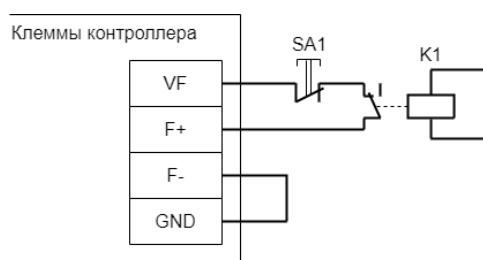 Клеммы контроллера
SA1
K1
VF
F+
F-
GND